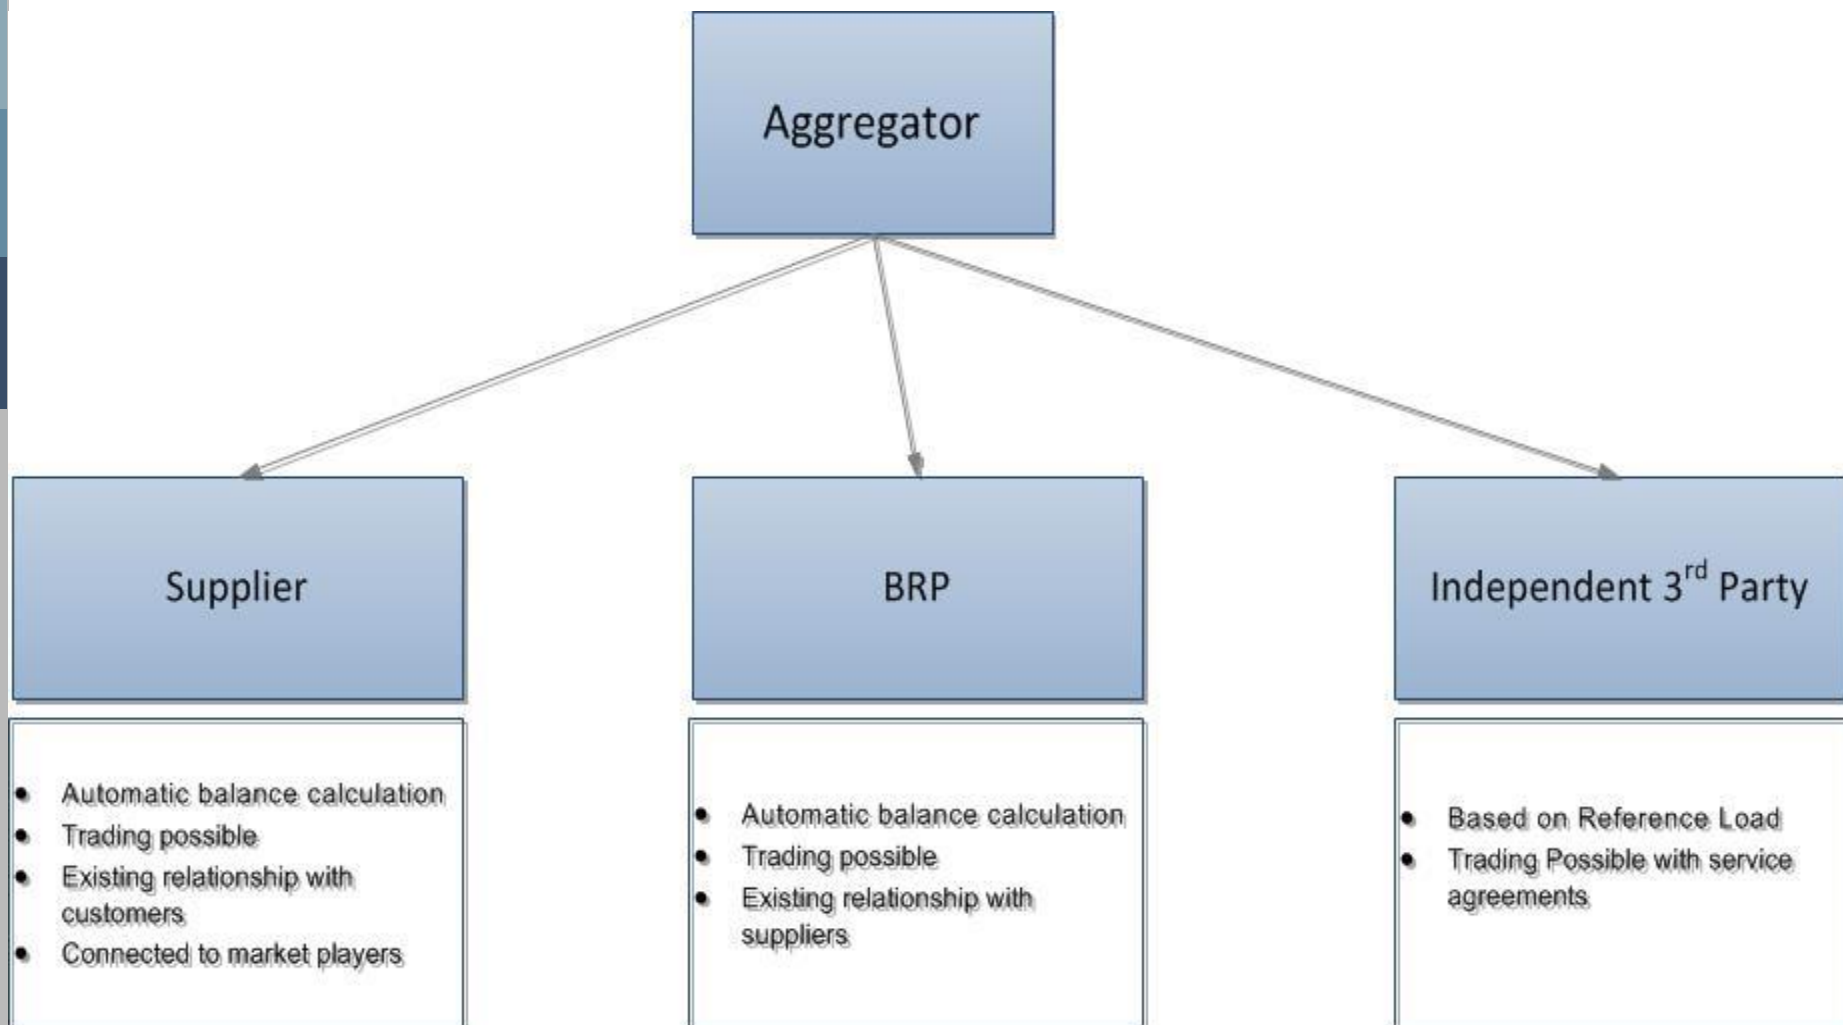 Aggregator
Supplier
BRP
Independent 3rd Party
• Automatic balance calculation
• Trading possible
• Existing relationship with
customers
• Connected to market players
• Automatic balance calculation
• Trading possible
• Existing relationship with
suppliers
• Based on Reference Load
• Trading Possible with service
agreements